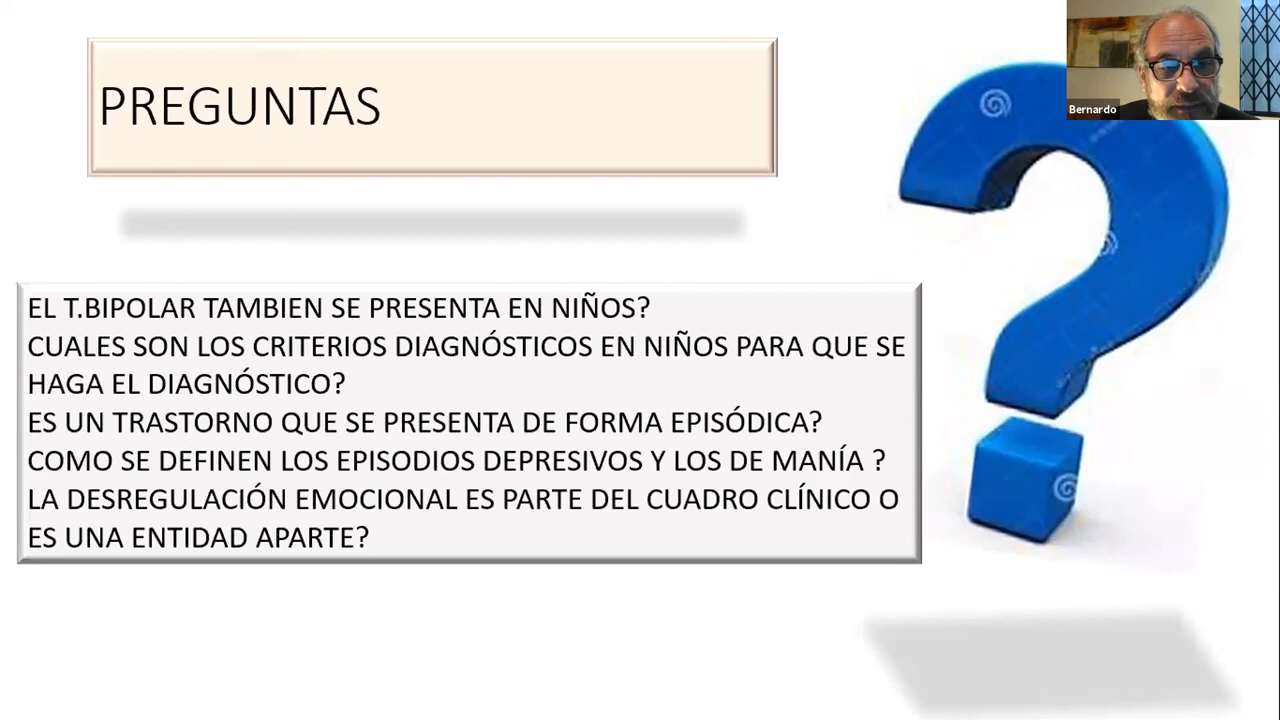 PREGUNTAS
Bernardo
EL T.BIPOLAR TAMBIEN SE PRESENTA EN NIÑOS?
CUALES SON LOS CRITERIOS DIAGNÓSTICOS EN NIÑOS PARA QUE SE
HAGA EL DIAGNÓSTICO?
ES UN TRASTORNO QUE SE PRESENTA DE FORMA EPISÓDICA?
COMO SE DEFINEN LOS EPISODIOS DEPRESIVOS Y LOS DE MANÍA ?
LA DESREGULACIÓN EMOCIONAL ES PARTE DEL CUADRO CLÍNICO O
ES UNA ENTIDAD APARTE?